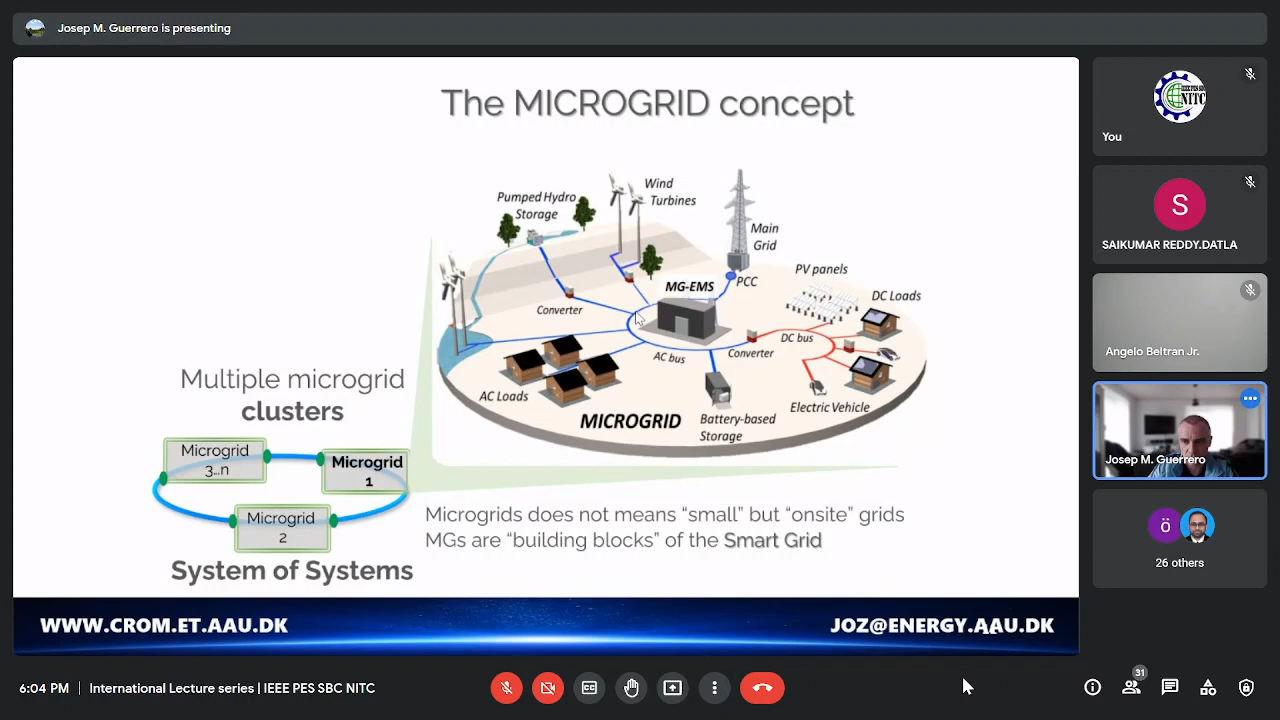 Josep M. Guerrero is presenting
The MICROGRID concept
Pumped Hydro
Storage
Wind
Turbines
Main
Grid
PV panels
PCC
MG-EMS
DC Loads
Converter
AC bus
Converter
DC bus
AC Loads
MICROGRID
Battery-based
Storage
Electric Vehicle
Multiple microgrid
clusters
Microgrid
3...n
Microgrid
1
Microgrid
2
System of Systems
Microgrids does not means “small” but “onsite” grids
MGs are “building blocks” of the Smart Grid
WWW.CROM.ET.AAU.DK
JOZ@ENERGY.AAU.DK
NITC
You
S
SAIKUMAR REDDY.DATLA
Angelo Beltran Jr.
Josep M. Guerrero
ö
26 others
6:04 PM
International Lecture series | IEEE PES SBC NITC
31